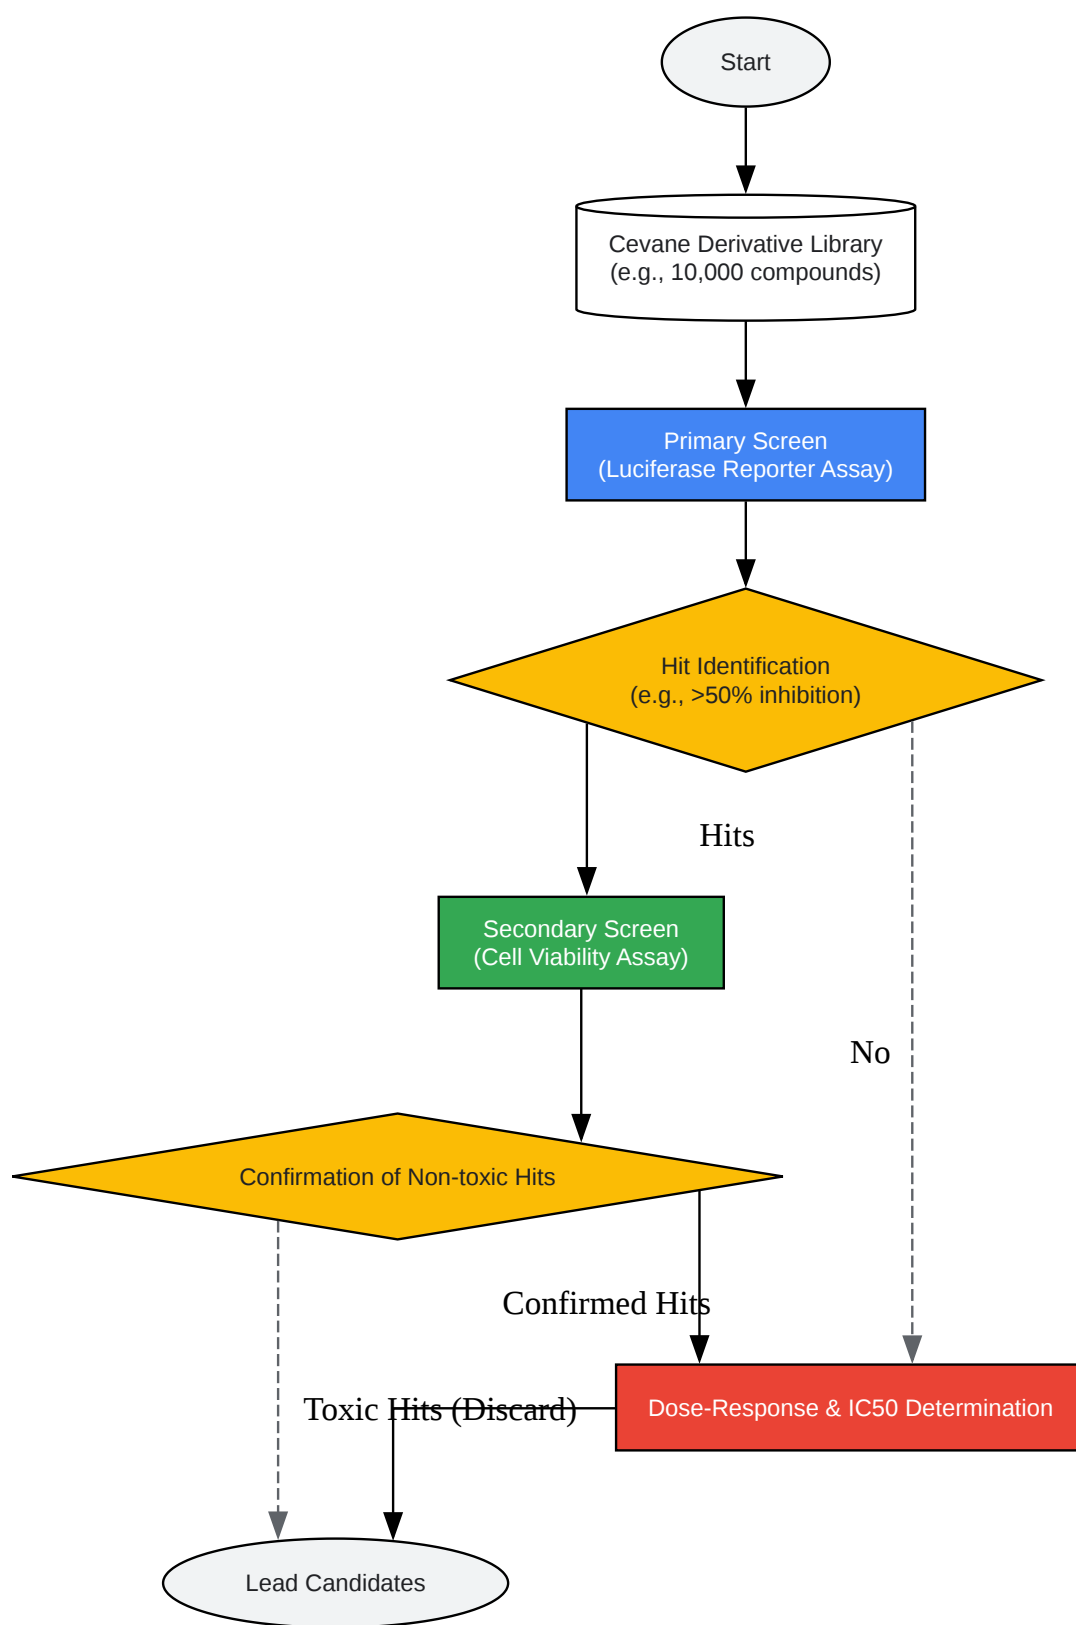 Start
Cevane Derivative Library
(e.g., 10,000 compounds)
Primary Screen
(Luciferase Reporter Assay)
Hit Identification
(e.g., >50% inhibition)
Hits
Secondary Screen
(Cell Viability Assay)
No
Confirmation of Non-toxic Hits
Confirmed Hits
Toxic Hits (Discard)
Dose-Response & IC50 Determination
Lead Candidates